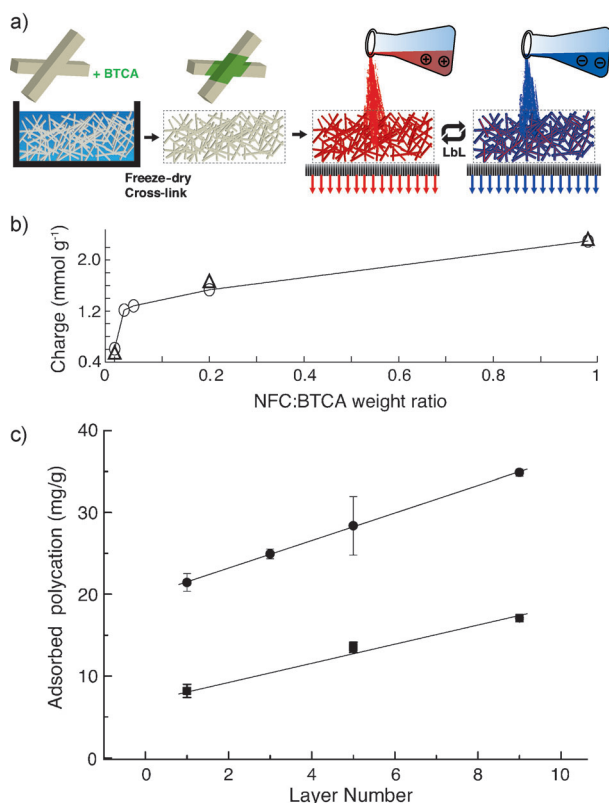 a)
+ BTCA
Freeze-dry
Cross-link
LbL
b)
Charge (mmol g⁻¹)
2.0
1.2
0.4
0
0.2
0.4
0.6
0.8
1
NFC:BTCA weight ratio
c)
Adsorbed polycation (mg/g)
40
30
20
10
0
0
2
4
6
8
10
Layer Number